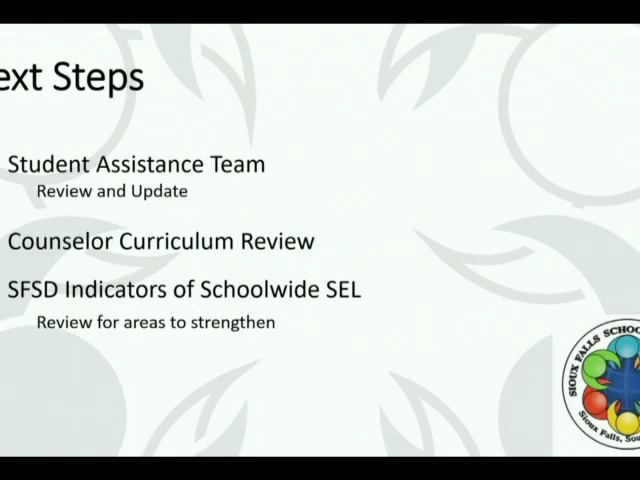 ext Steps
Student Assistance Team
Review and Update
Counselor Curriculum Review
SFSD Indicators of Schoolwide SEL
Review for areas to strengthen
SIOUX FALLS SCHOO
Sioux Falls, Sou